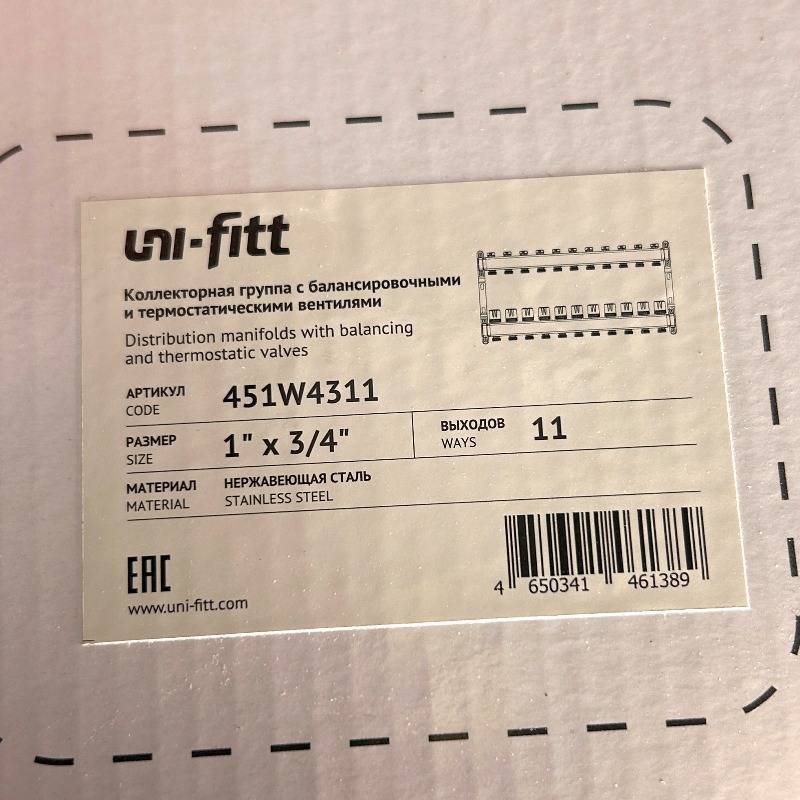 uni-fitt
Коллекторная группа с балансировочными
и термостатическими вентилями
Distribution manifolds with balancing
and thermostatic valves
АРТИКУЛ 451W4311
CODE
РАЗМЕР 1" x 3/4" ВЫХОДОВ 11
SIZE WAYS
МАТЕРИАЛ НЕРЖАВЕЮЩАЯ СТАЛЬ
MATERIAL STAINLESS STEEL
EAC
www.uni-fitt.com
4 650341 461389